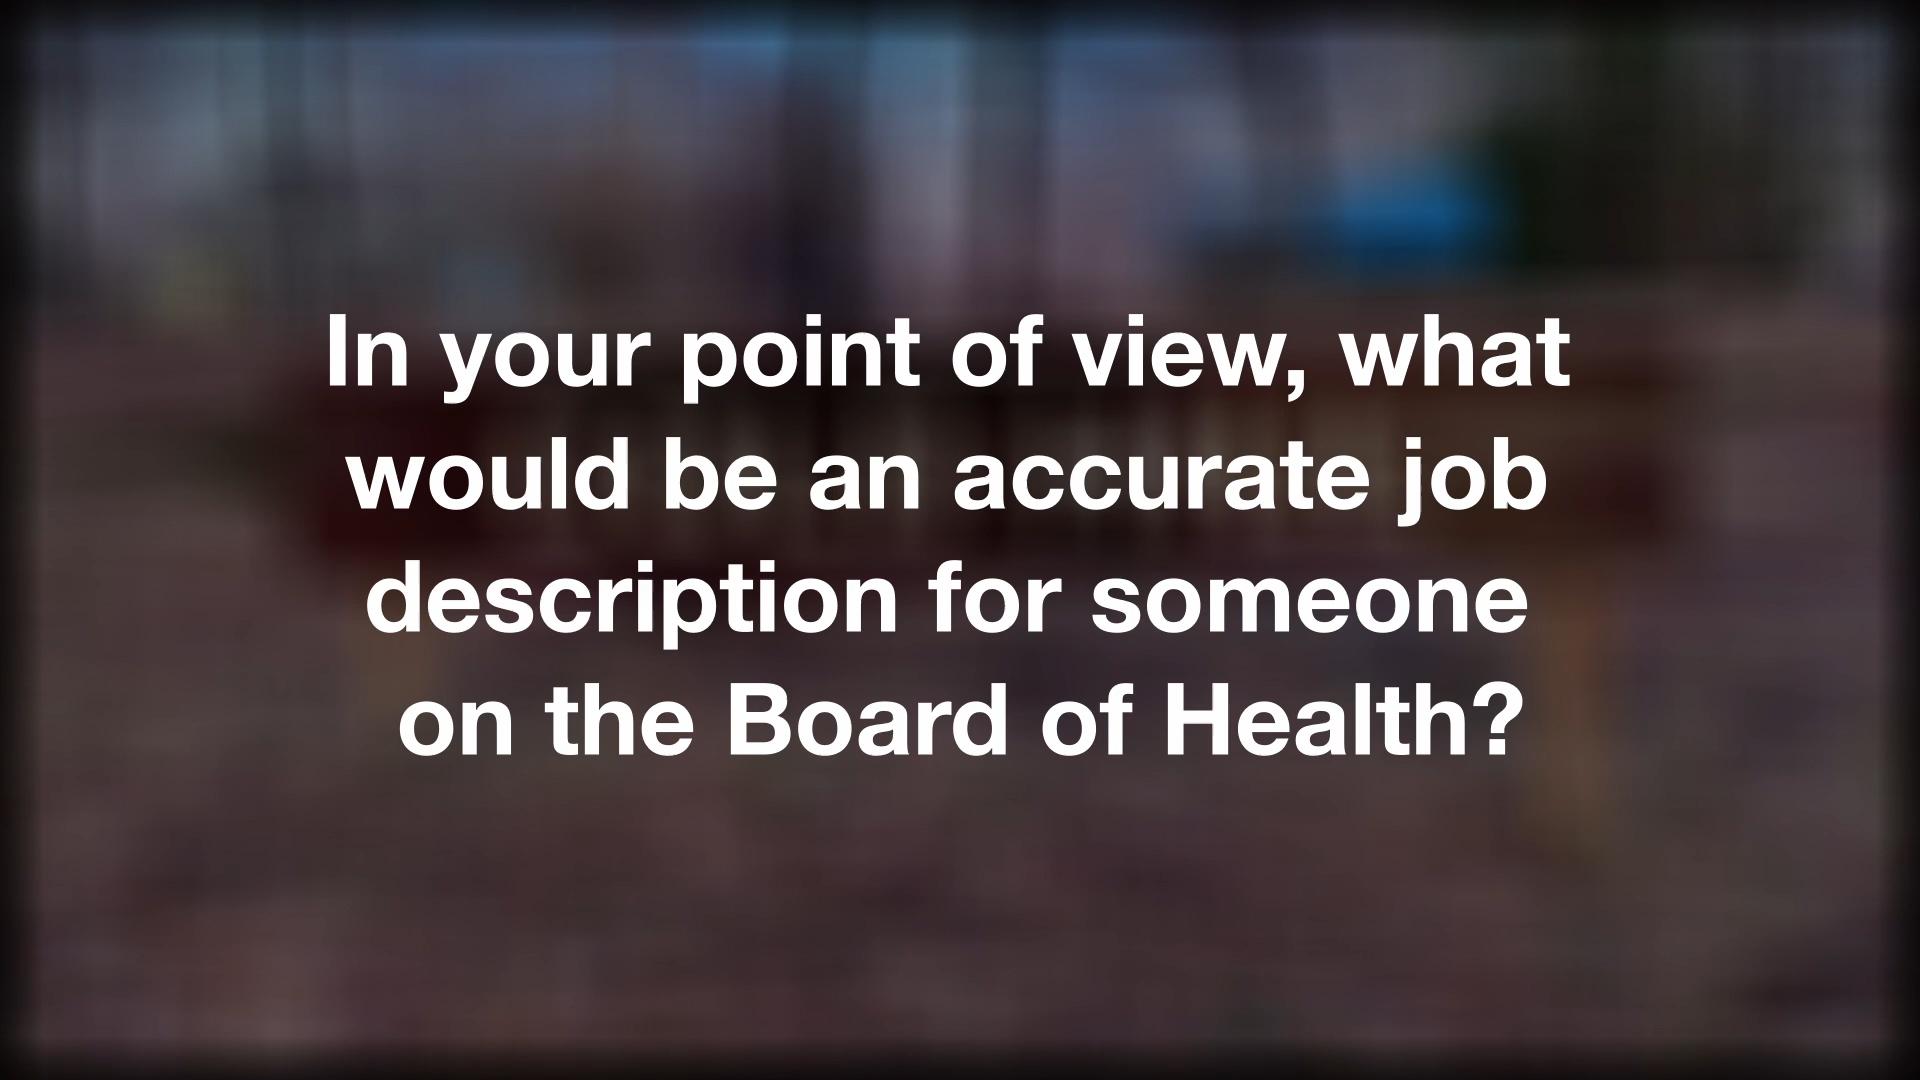 In your point of view, what
would be an accurate job
description for someone
on the Board of Health?